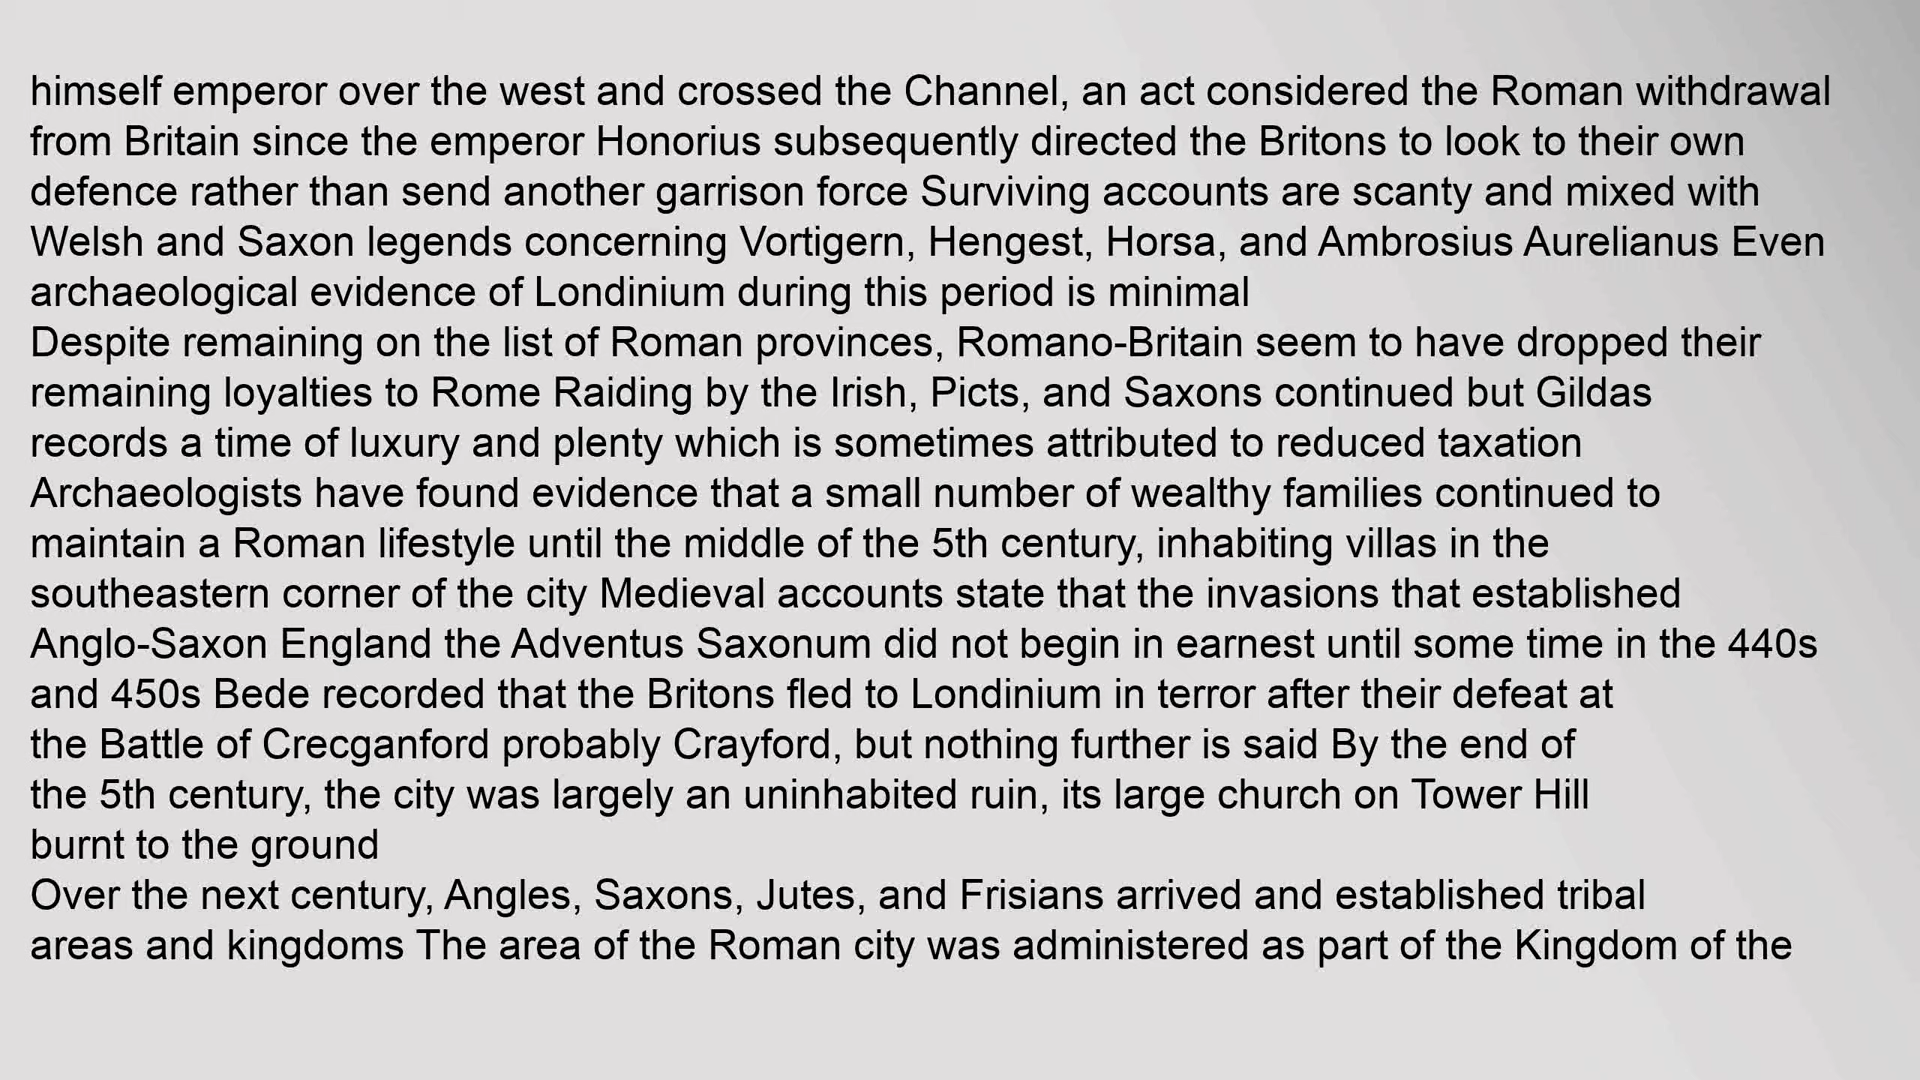 himself emperor over the west and crossed the Channel, an act considered the Roman withdrawal
from Britain since the emperor Honorius subsequently directed the Britons to look to their own
defence rather than send another garrison force Surviving accounts are scanty and mixed with
Welsh and Saxon legends concerning Vortigern, Hengest, Horsa, and Ambrosius Aurelianus Even
archaeological evidence of Londinium during this period is minimal
Despite remaining on the list of Roman provinces, Romano-Britain seem to have dropped their
remaining loyalties to Rome Raiding by the Irish, Picts, and Saxons continued but Gildas
records a time of luxury and plenty which is sometimes attributed to reduced taxation
Archaeologists have found evidence that a small number of wealthy families continued to
maintain a Roman lifestyle until the middle of the 5th century, inhabiting villas in the
southeastern corner of the city Medieval accounts state that the invasions that established
Anglo-Saxon England the Adventus Saxonum did not begin in earnest until some time in the 440s
and 450s Bede recorded that the Britons fled to Londinium in terror after their defeat at
the Battle of Crecganford probably Crayford, but nothing further is said By the end of
the 5th century, the city was largely an uninhabited ruin, its large church on Tower Hill
burnt to the ground
Over the next century, Angles, Saxons, Jutes, and Frisians arrived and established tribal
areas and kingdoms The area of the Roman city was administered as part of the Kingdom of the